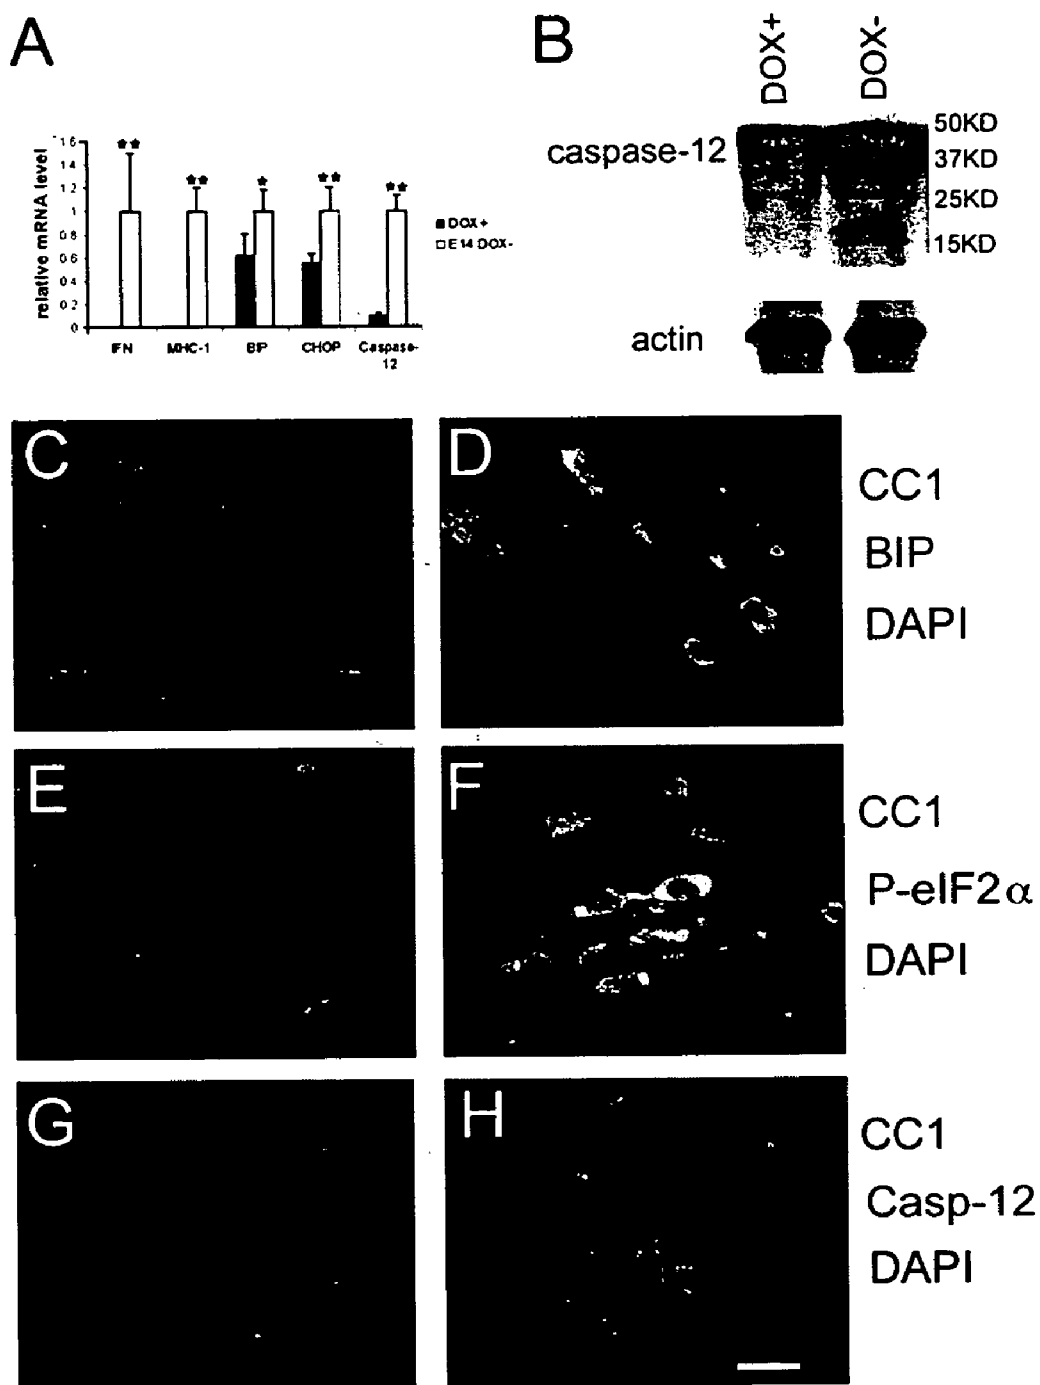 A
B
DOX+
DOX-
caspase-12
50KD
37KD
25KD
15KD
actin
relative mRNA level
1.6
1.4
1.2
1
0.8
0.6
0.4
0.2
0
** ** * ** **
IFN MHC-1 BIP CHOP Caspase-
12
DOX+
E14 DOX-
C
D
CC1
BIP
DAPI
E
F
CC1
P-eIF2α
DAPI
G
H
CC1
Casp-12
DAPI